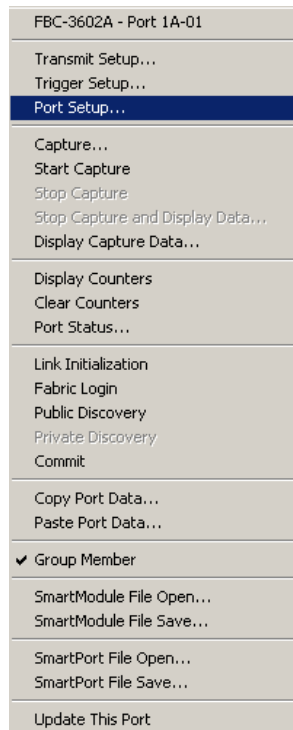 FBC-3602A - Port 1A-01
Transmit Setup...
Trigger Setup...
Port Setup...
Capture...
Start Capture
Stop Capture
Stop Capture and Display Data...
Display Capture Data...
Display Counters
Clear Counters
Port Status...
Link Initialization
Fabric Login
Public Discovery
Private Discovery
Commit
Copy Port Data...
Paste Port Data...
Group Member
SmartModule File Open...
SmartModule File Save...
SmartPort File Open...
SmartPort File Save...
Update This Port